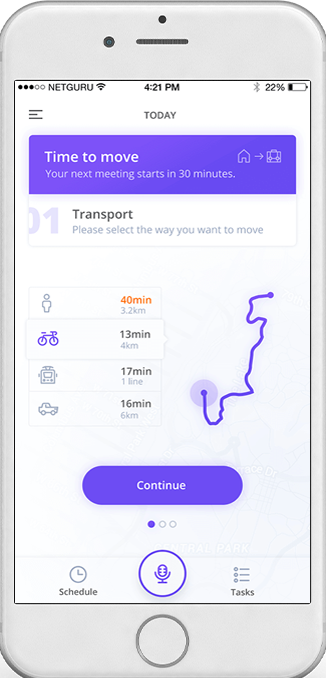 NETGURU 4:21 PM 22%
TODAY
Time to move
Your next meeting starts in 30 minutes.
01 Transport
Please select the way you want to move
40min
3.2km
13min
4km
17min
1 line
16min
6km
Continue
TRAL PARK
Schedule
Tasks